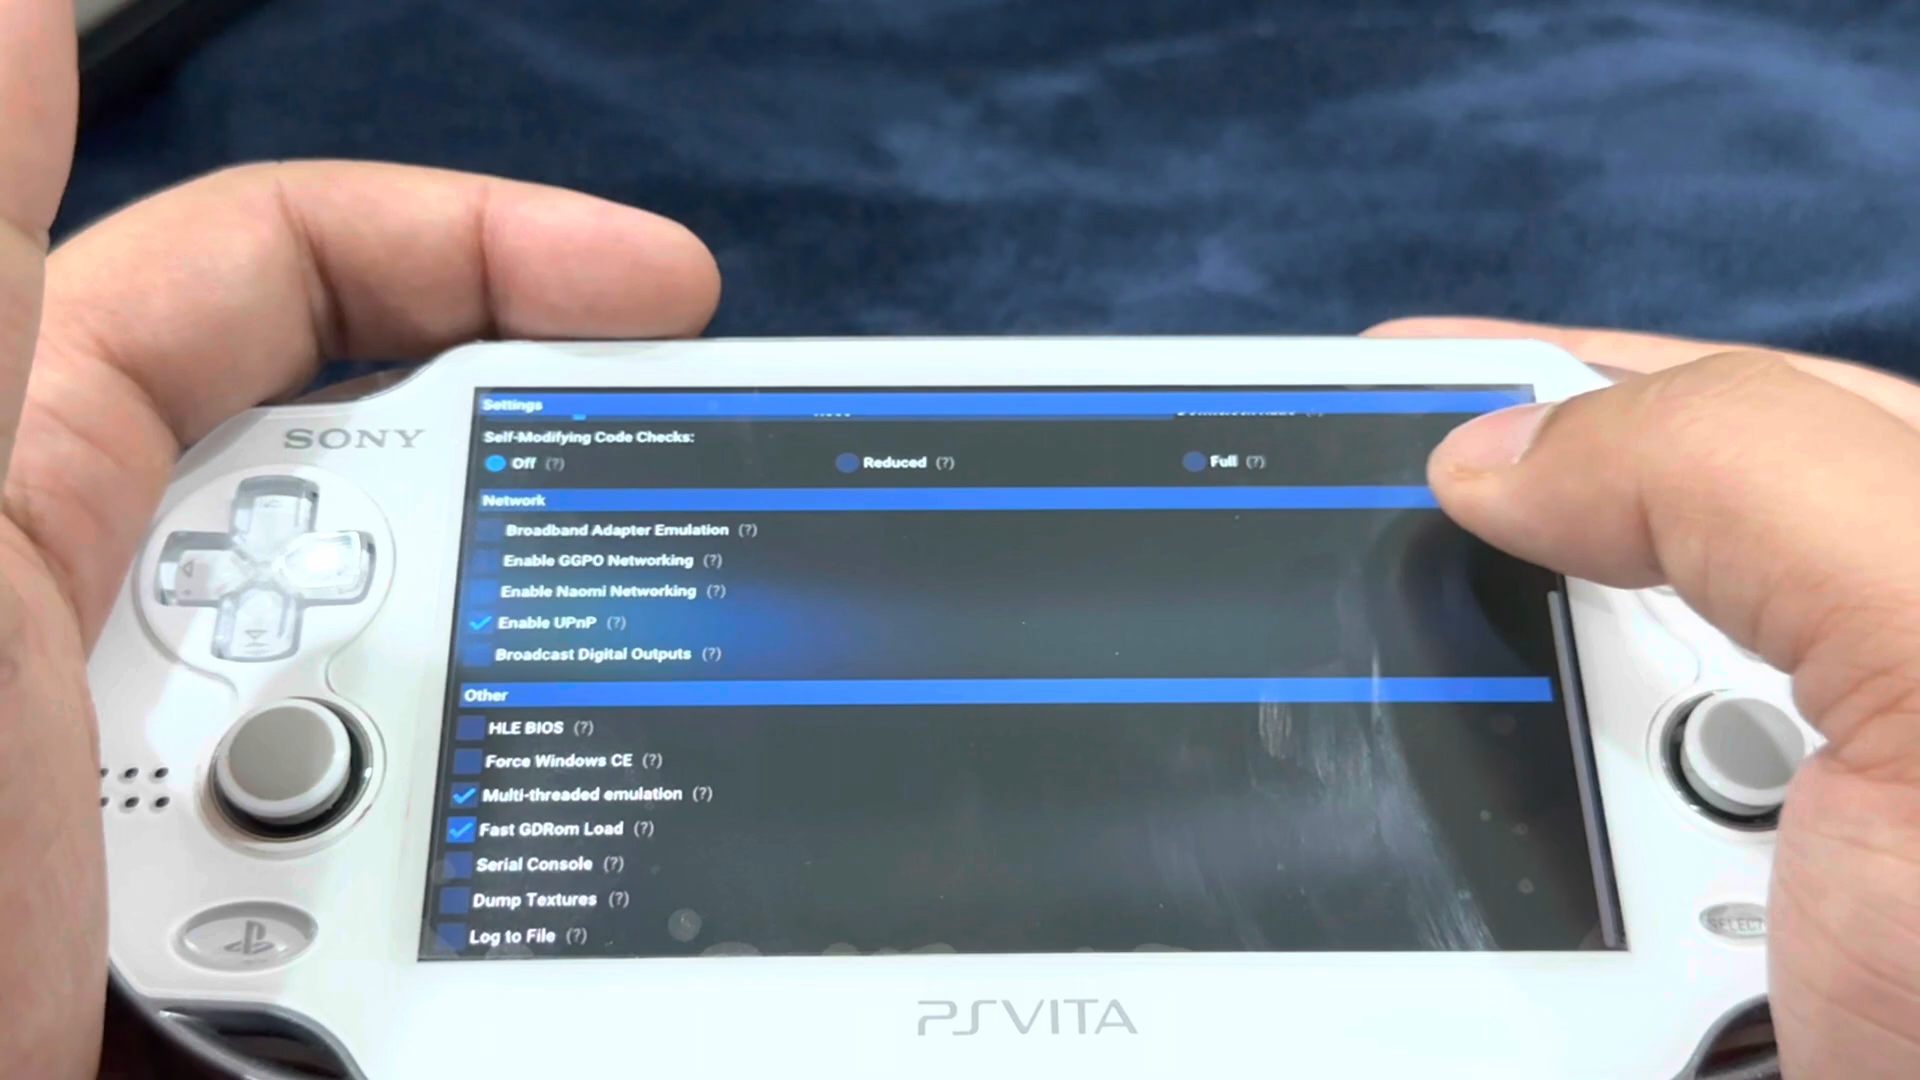 SONY
Settings
Self-Modifying Code Checks:
Off (?) Reduced (?) Full (?)
Network
Broadband Adapter Emulation (?)
Enable GGPO Networking (?)
Enable Naomi Networking (?)
Enable UPnP (?)
Broadcast Digital Outputs (?)
Other
HLE BIOS (?)
Force Windows CE (?)
Multi-threaded emulation (?)
Fast GDRom Load (?)
Serial Console (?)
Dump Textures (?)
Log to File (?)
SELECT
PSVITA